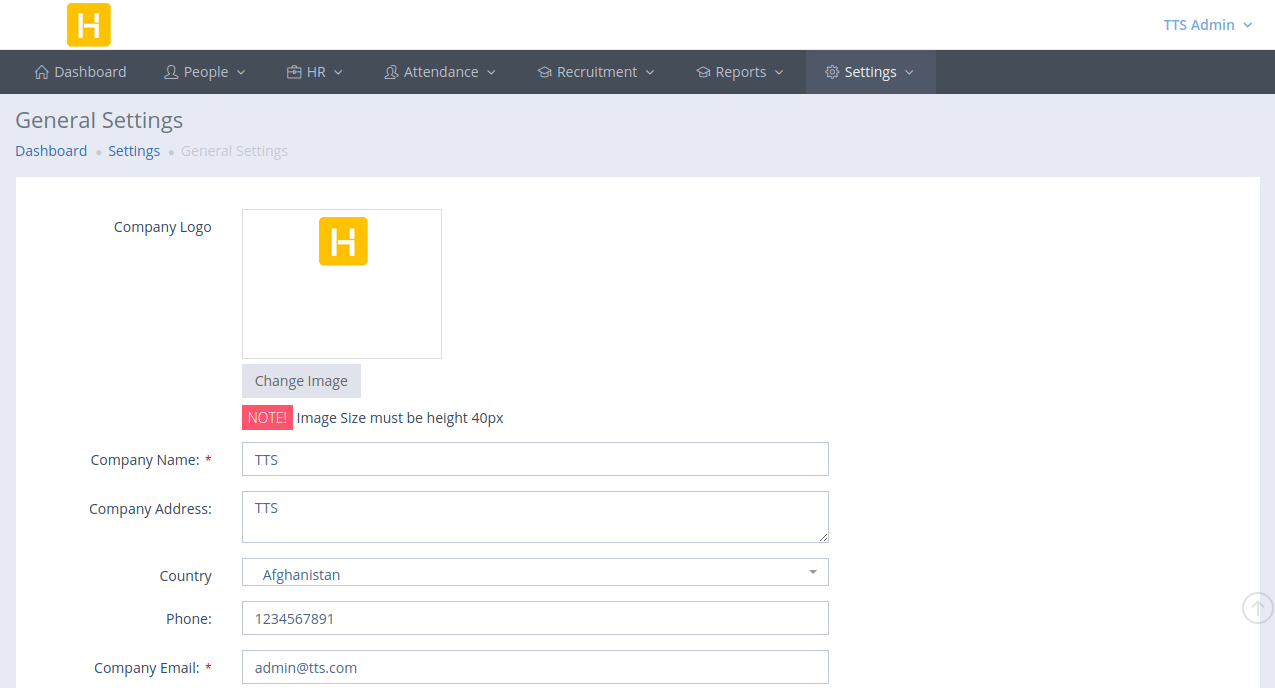 H
TTS Admin
Dashboard People HR Attendance Recruitment Reports Settings
General Settings
Dashboard Settings General Settings
Company Logo
H
Change Image
NOTE! Image Size must be height 40px
Company Name: * TTS
Company Address: TTS
Country Afghanistan
Phone: 1234567891
Company Email: * admin@tts.com